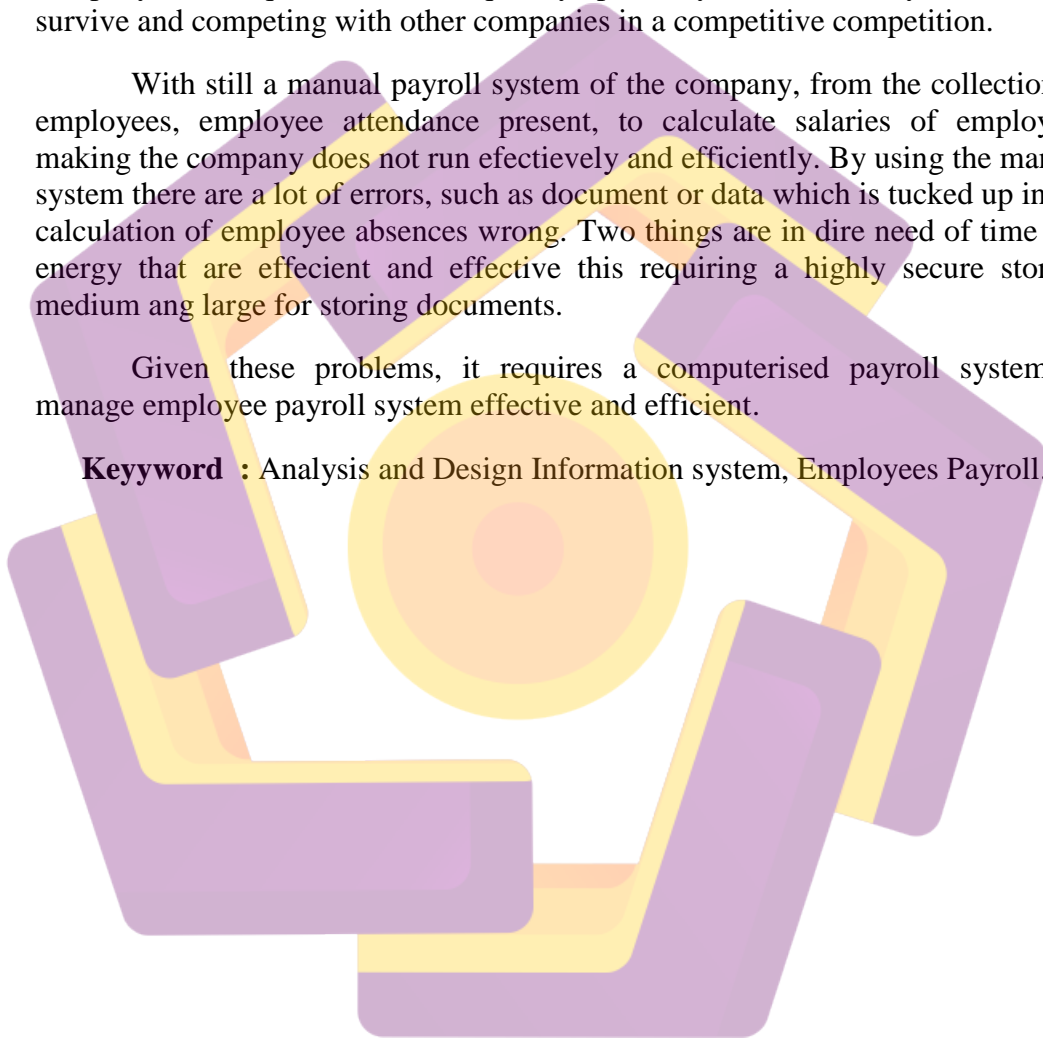 survive and competing with other companies in a competitive competition.
With still a manual payroll system of the company, from the collection
employees, employee attendance present, to calculate salaries of
making the company does not run efectievely and efficiently. By using the
system there are a lot of errors, such as document or data which is tucked up in
calculation of employee absences wrong. Two things are in dire need of time
energy that are effecient and effective this requiring a highly secure
medium ang large for storing documents.
Given these problems, it requires a computerised payroll system
manage employee payroll system effective and efficient.
Keyyword : Analysis and Design Information system, Employees Payroll.